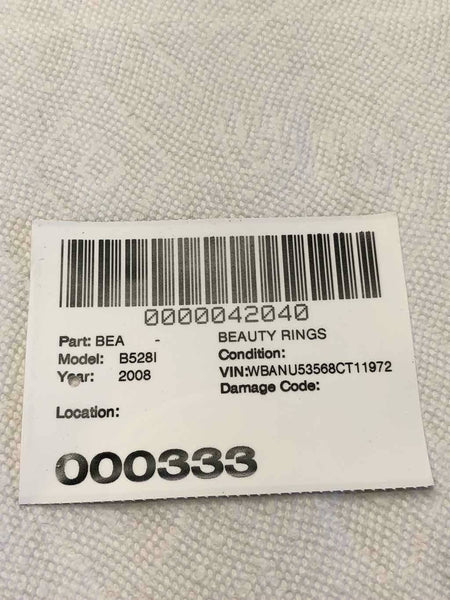 0000042040
Part: BEA - BEAUTY RINGS
Model: B528I Condition:
Year: 2008 VIN:WBANU53568CT11972
Damage Code:
Location:
000333